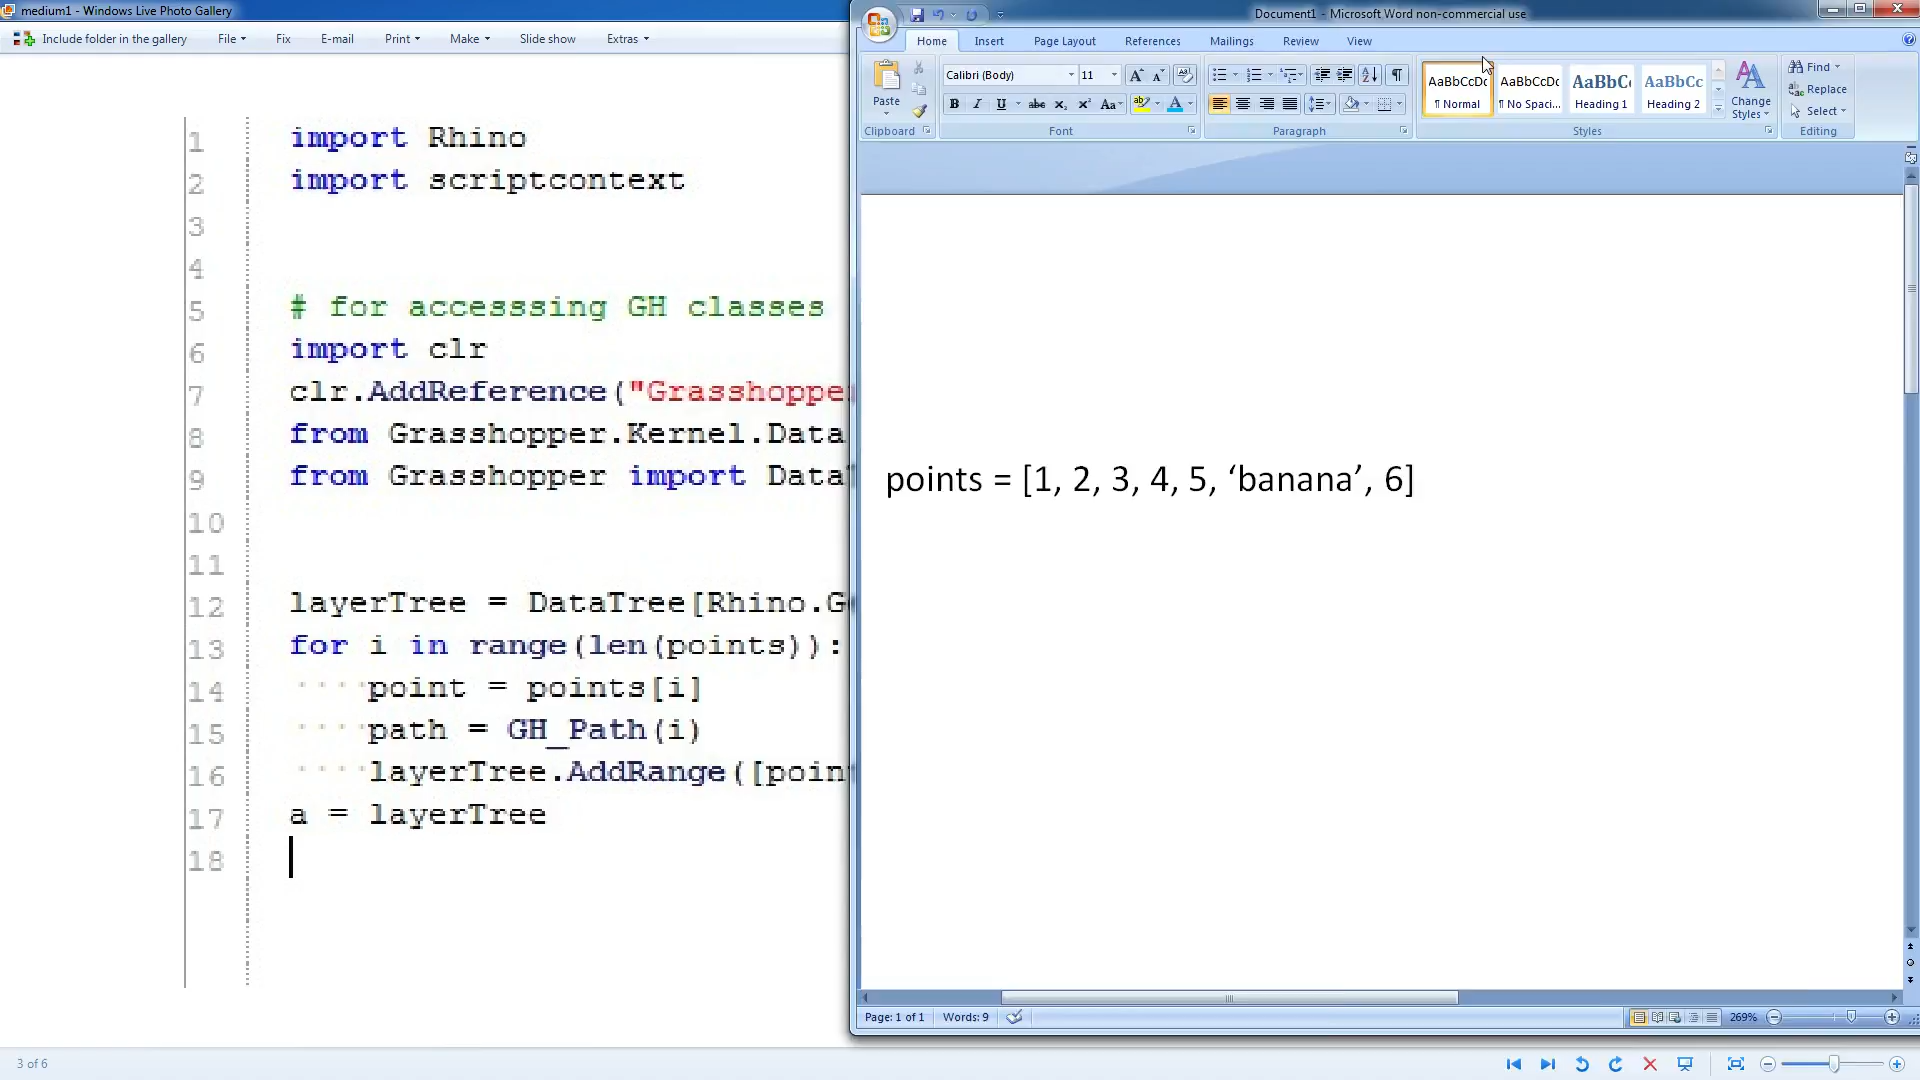 medium1 - Windows Live Photo Gallery
Include folder in the gallery File Fix E-mail Print Make Slide show Extras
1 import Rhino
2 import scriptcontext
3
4
5 # for accesssing GH classes
6 import clr
7 clr.AddReference("Grasshopper
8 from Grasshopper.Kernel.Data
9 from Grasshopper import Data
10
11
12 layerTree = DataTree[Rhino.G
13 for i in range(len(points)):
14 point = points[i]
15 path = GH_Path(i)
16 layerTree.AddRange([poin
17 a = layerTree
18
3 of 6
Document1 - Microsoft Word non-commercial use
Home Insert Page Layout References Mailings Review View
Paste
Clipboard
Calibri (Body) 11
B I U abc x₂ x² Aa
Font
Paragraph
AaBbCcDc AaBbCcDc AaBbC AaBbCc
¶ Normal ¶ No Spaci... Heading 1 Heading 2
Change Styles
Styles
Find
Replace
Select
Editing
points = [1, 2, 3, 4, 5, ‘banana’, 6]
Page: 1 of 1 Words: 9 269%